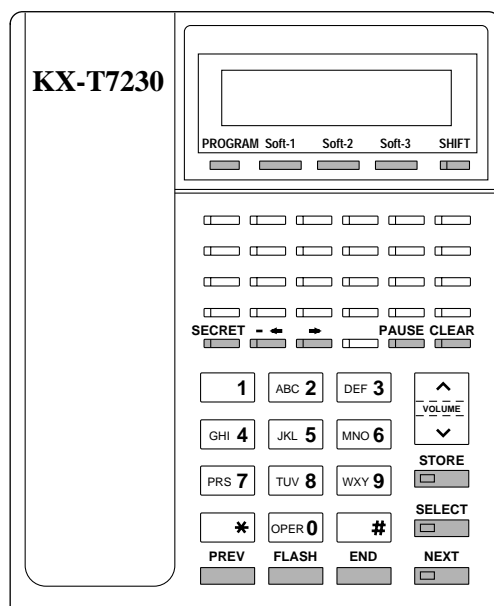 KX-T7230
PROGRAM Soft-1 Soft-2 Soft-3 SHIFT
SECRET - ← → PAUSE CLEAR
1 ABC 2 DEF 3
VOLUME
GHI 4 JKL 5 MNO 6
STORE
PRS 7 TUV 8 WXY 9
SELECT
* OPER 0 #
PREV FLASH END NEXT